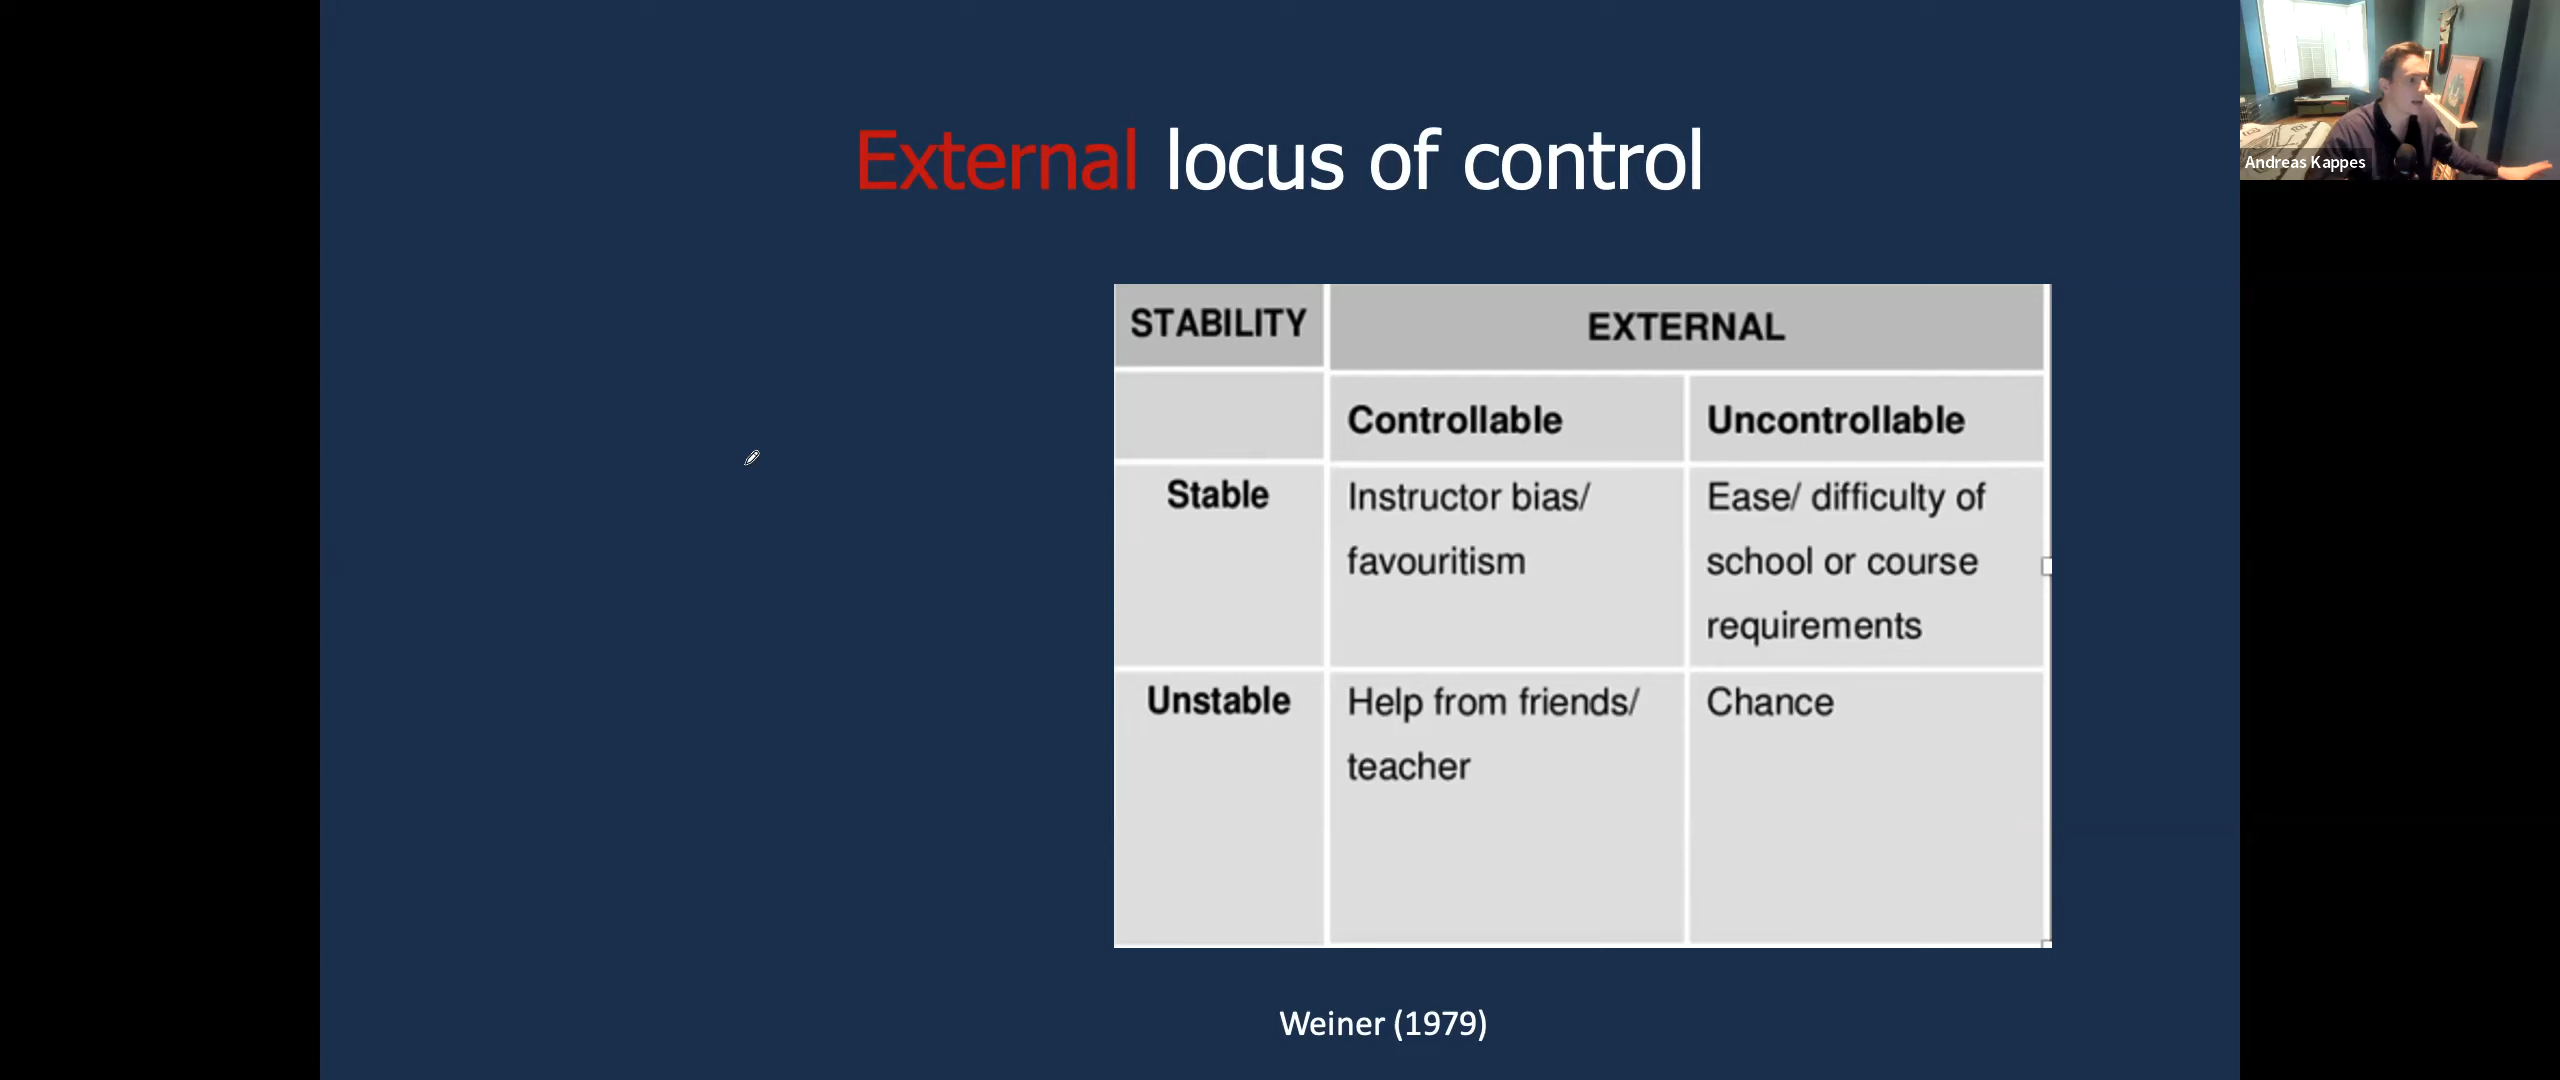 External locus of control
Andreas Kappes
STABILITY EXTERNAL
Controllable Uncontrollable
Stable Instructor bias/ Ease/ difficulty of
favouritism school or course
requirements
Unstable Help from friends/ Chance
teacher
Weiner (1979)